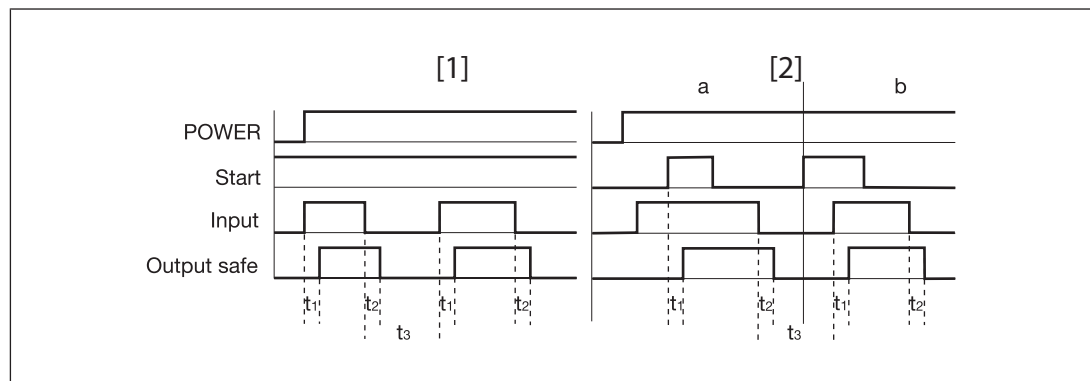 [1] [2]
a b
POWER
Start
Input
Output safe
t1 t2 t1 t2 t1 t2 t1 t2
t3 t3